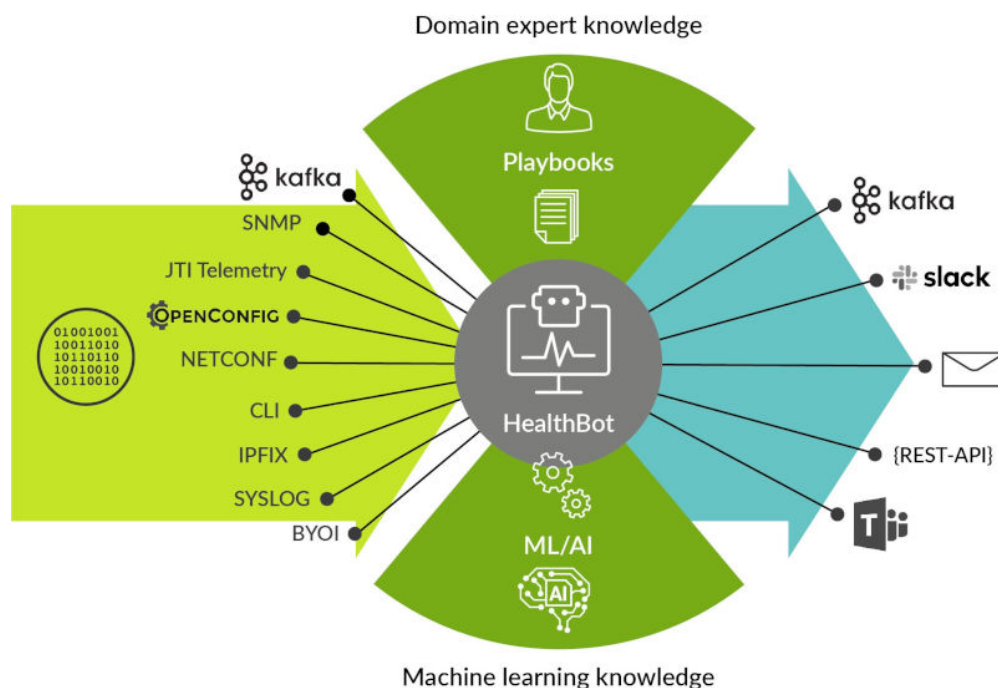 Domain expert knowledge
Playbooks
kafka
SNMP
JTI Telemetry
OPENCONFIG
NETCONF
CLI
IPFIX
SYSLOG
BYOI
01001001
10011010
10110110
10010010
10110010
HealthBot
ML/AI
AI
Machine learning knowledge
kafka
slack
{REST-API}
T